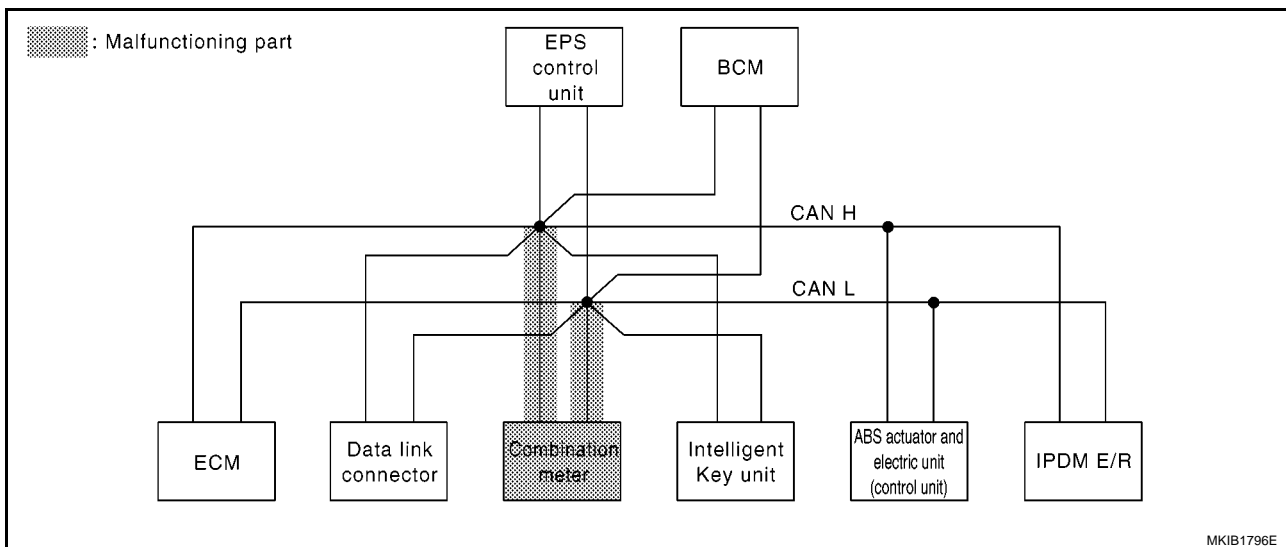 : Malfunctioning part
EPS
control
unit
BCM
CAN H
CAN L
ECM
Data link
connector
Combination
meter
Intelligent
Key unit
ABS actuator and
electric unit
(control unit)
IPDM E/R
MKIB1796E